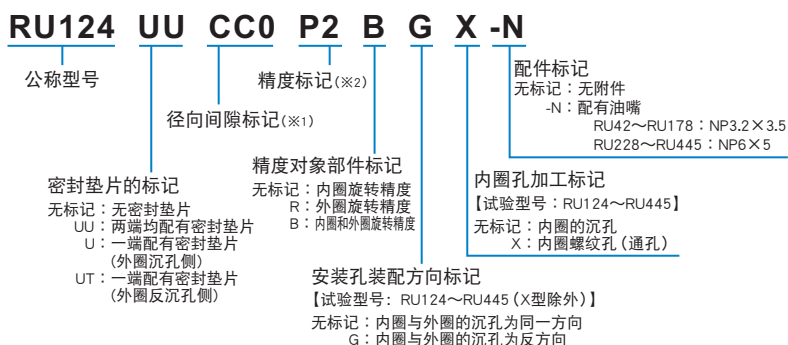 RU124 UU CC0 P2 B G X -N
公称型号
精度标记(※2)
径向间隙标记(※1)
配件标记
无标记：无附件
-N：配有油嘴
RU42～RU178：NP3.2×3.5
RU228～RU445：NP6×5
精度对象部件标记
无标记：内圈旋转精度
R：外圈旋转精度
B：内圈和外圈旋转精度
密封垫片的标记
无标记：无密封垫片
UU：两端均配有密封垫片
U：一端配有密封垫片
(外圈沉孔侧)
UT：一端配有密封垫片
(外圈反沉孔侧)
内圈孔加工标记
【试验型号：RU124～RU445】
无标记：内圈的沉孔
X：内圈螺纹孔(通孔)
安装孔装配方向标记
【试验型号：RU124～RU445(X型除外)】
无标记：内圈与外圈的沉孔为同一方向
G：内圈与外圈的沉孔为反方向